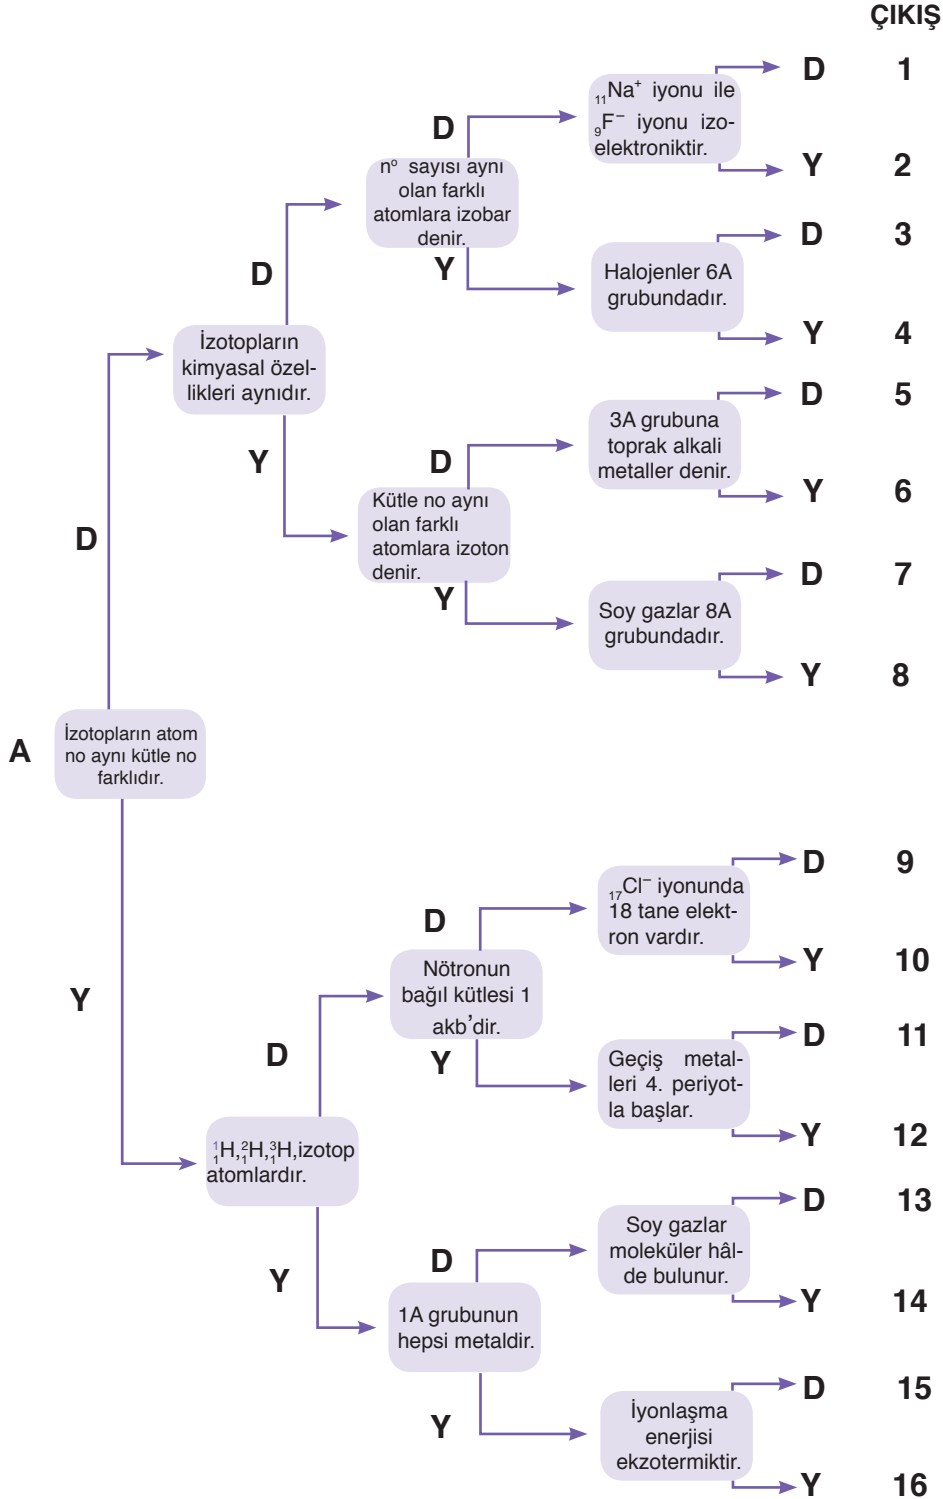 ÇIKIŞ
D 1
₁₁Na⁺ iyonu ile
₉F⁻ iyonu izo-
elektroniktir.
D
Y 2
nº sayısı aynı
olan farklı
atomlara izobar
denir.
D 3
D
Y
Halojenler 6A
grubundadır.
Y 4
İzotopların
kimyasal özel-
likleri aynıdır.
D 5
3A grubuna
toprak alkali
metaller denir.
Y
D
Y 6
Kütle no aynı
olan farklı
atomlara izoton
denir.
D
D 7
Y
Soy gazlar 8A
grubundadır.
Y 8
A
İzotopların atom
no aynı kütle no
farklıdır.
D 9
₁₇Cl⁻ iyonunda
18 tane elekt-
ron vardır.
D
Y 10
Nötronun
bağıl kütlesi 1
akb’dir.
Y
D 11
D
Y
Geçiş metal-
leri 4. periyot-
la başlar.
Y 12
¹₁H,²₁H,³₁H,izotop
atomlardır.
D 13
Soy gazlar
moleküler hâl-
de bulunur.
D
Y
Y 14
1A grubunun
hepsi metaldir.
D 15
Y
İyonlaşma
enerjisi
ekzotermiktir.
Y 16